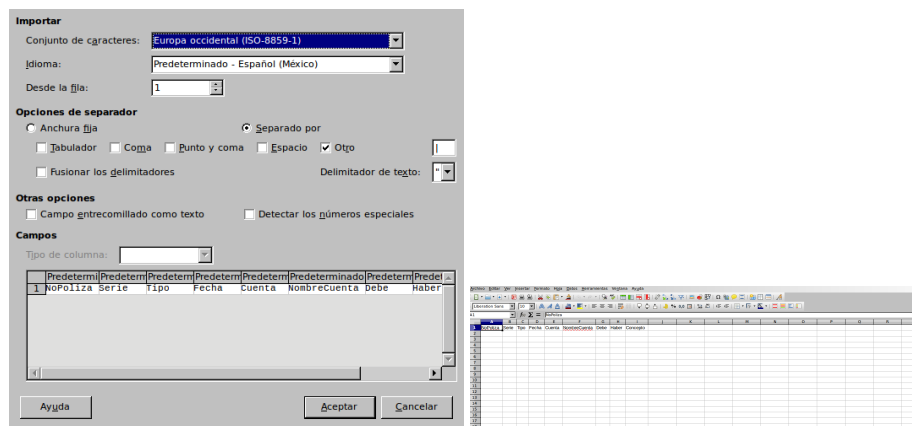 Importar
Conjunto de caracteres: Europa occidental (ISO-8859-1)
Idioma: Predeterminado - Español (México)
Desde la fila: 1
Opciones de separador
Anchura fija Separado por
Tabulador Coma Punto y coma Espacio Otro |
Fusionar los delimitadores Delimitador de texto: "
Otras opciones
Campo entrecomillado como texto Detectar los números especiales
Campos
Tipo de columna:
Predetermi Predeterm Predeterm Predeterm Predeterm Predeterminado Predeterm Predet
1 NoPoliza Serie Tipo Fecha Cuenta NombreCuenta Debe Haber
Ayuda Aceptar Cancelar
Archivo Editar Ver Insertar Formato Hoja Datos Herramientas Ventana Ayuda
Liberation Sans 10
A1 NoPoliza
NoPoliza Serie Tipo Fecha Cuenta NombreCuenta Debe Haber Concepto